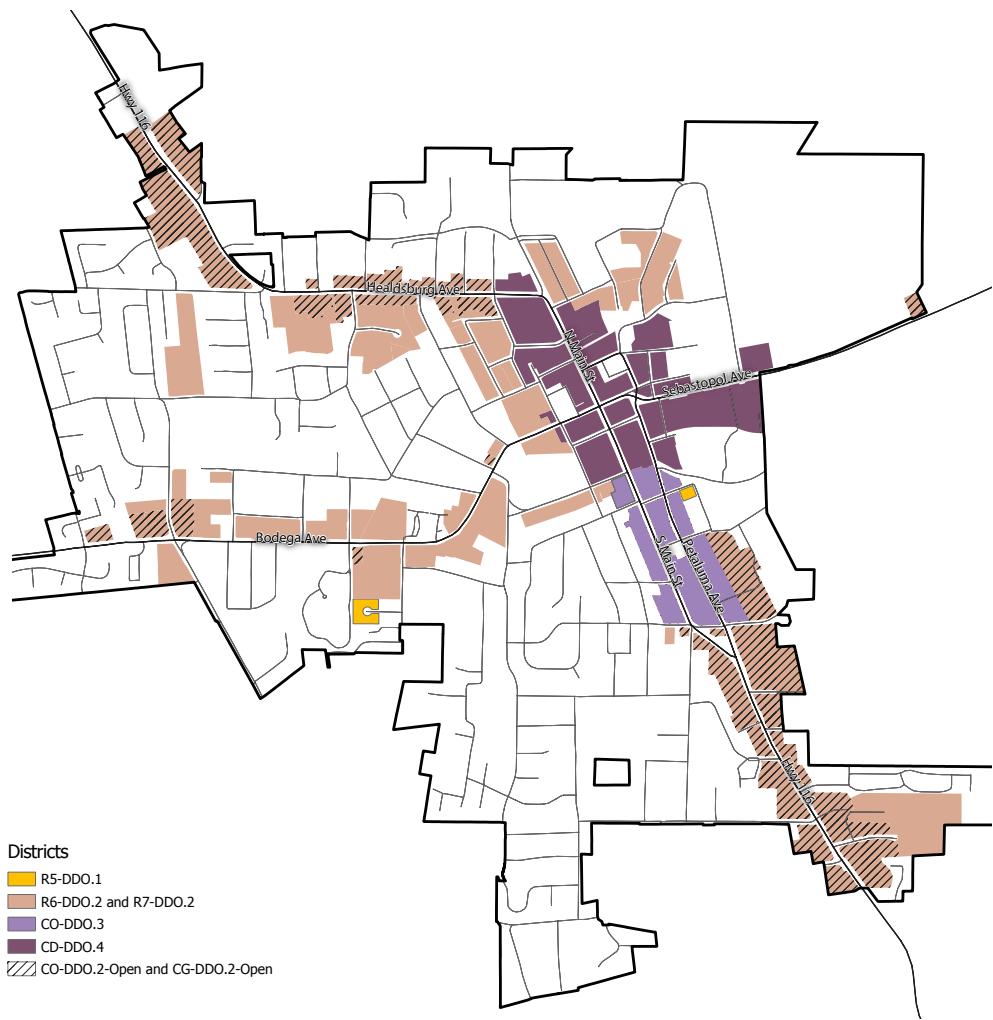 Hwy 116
Healdsburg Ave
N Main St
Sebastopol Ave
Bodega Ave
S Main St
Petaluma Ave
Hwy 116
Districts
R5-DDO.1
R6-DDO.2 and R7-DDO.2
CO-DDO.3
CD-DDO.4
CO-DDO.2-Open and CG-DDO.2-Open